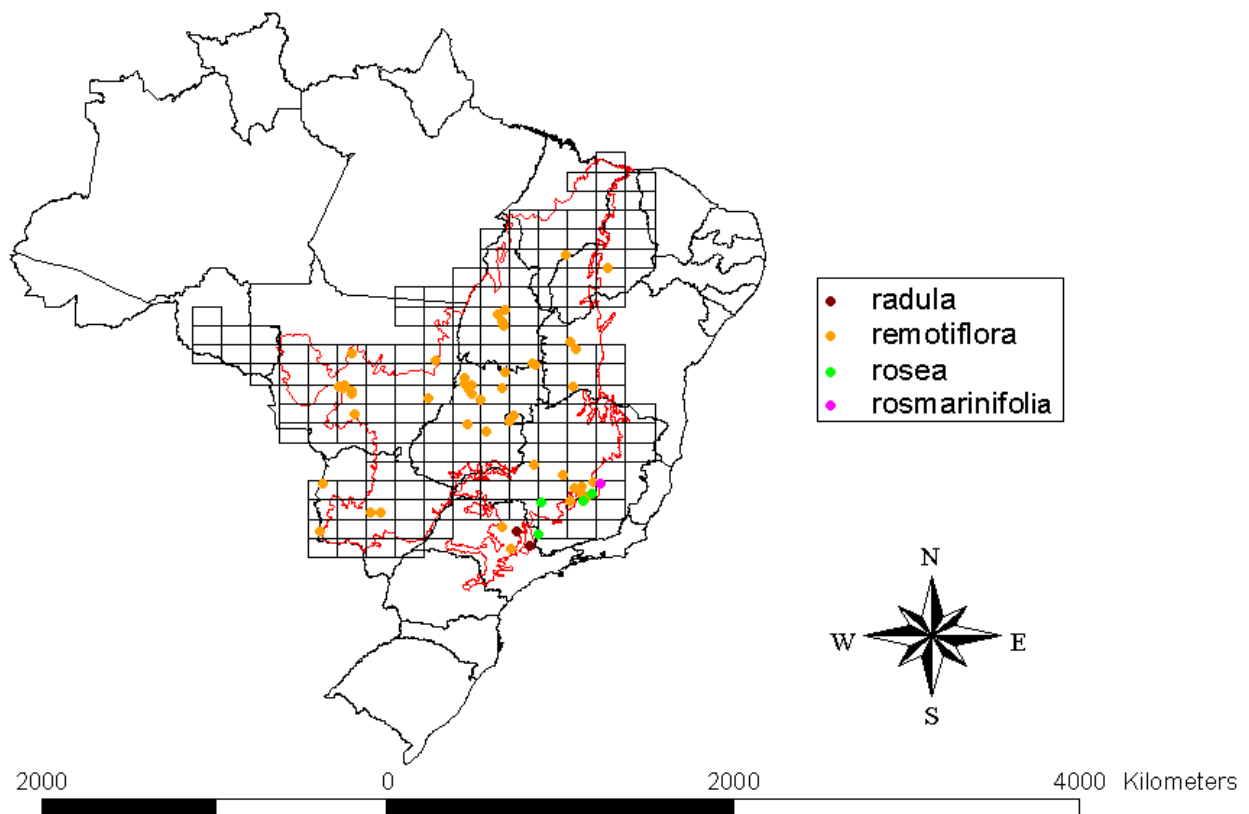 radula
remotiflora
rosea
rosmarinifolia
N
W E
S
2000 0 2000 4000 Kilometers